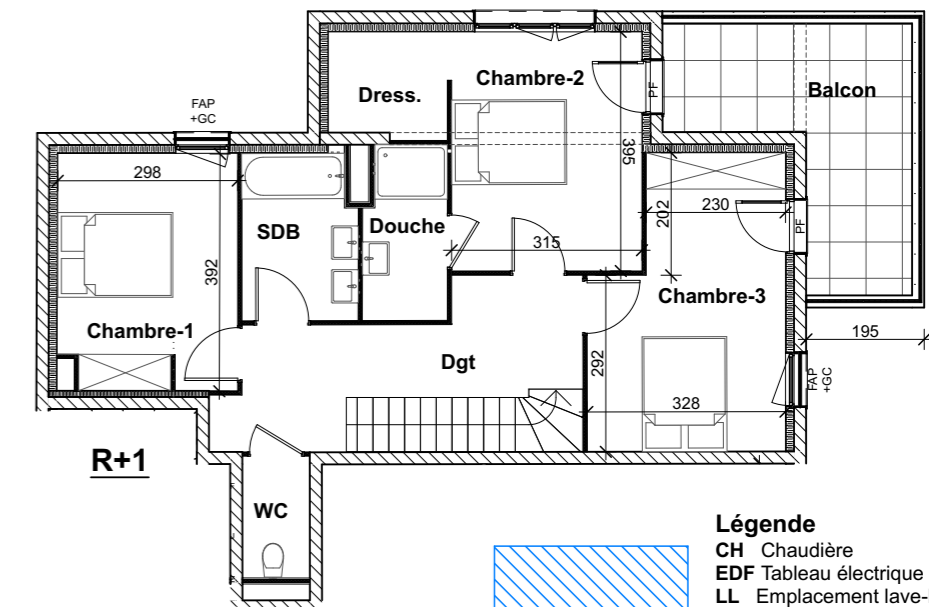 Chambre-2
Dress.
PF
Balcon
FAP
+GC
395
298
230
202
SDB
Douche
315
PF
392
Chambre-3
Chambre-1
195
Dgt
292
FAP
+GC
328
R+1
WC
Légende
CH Chaudière
EDF Tableau électrique
LL Emplacement lave-